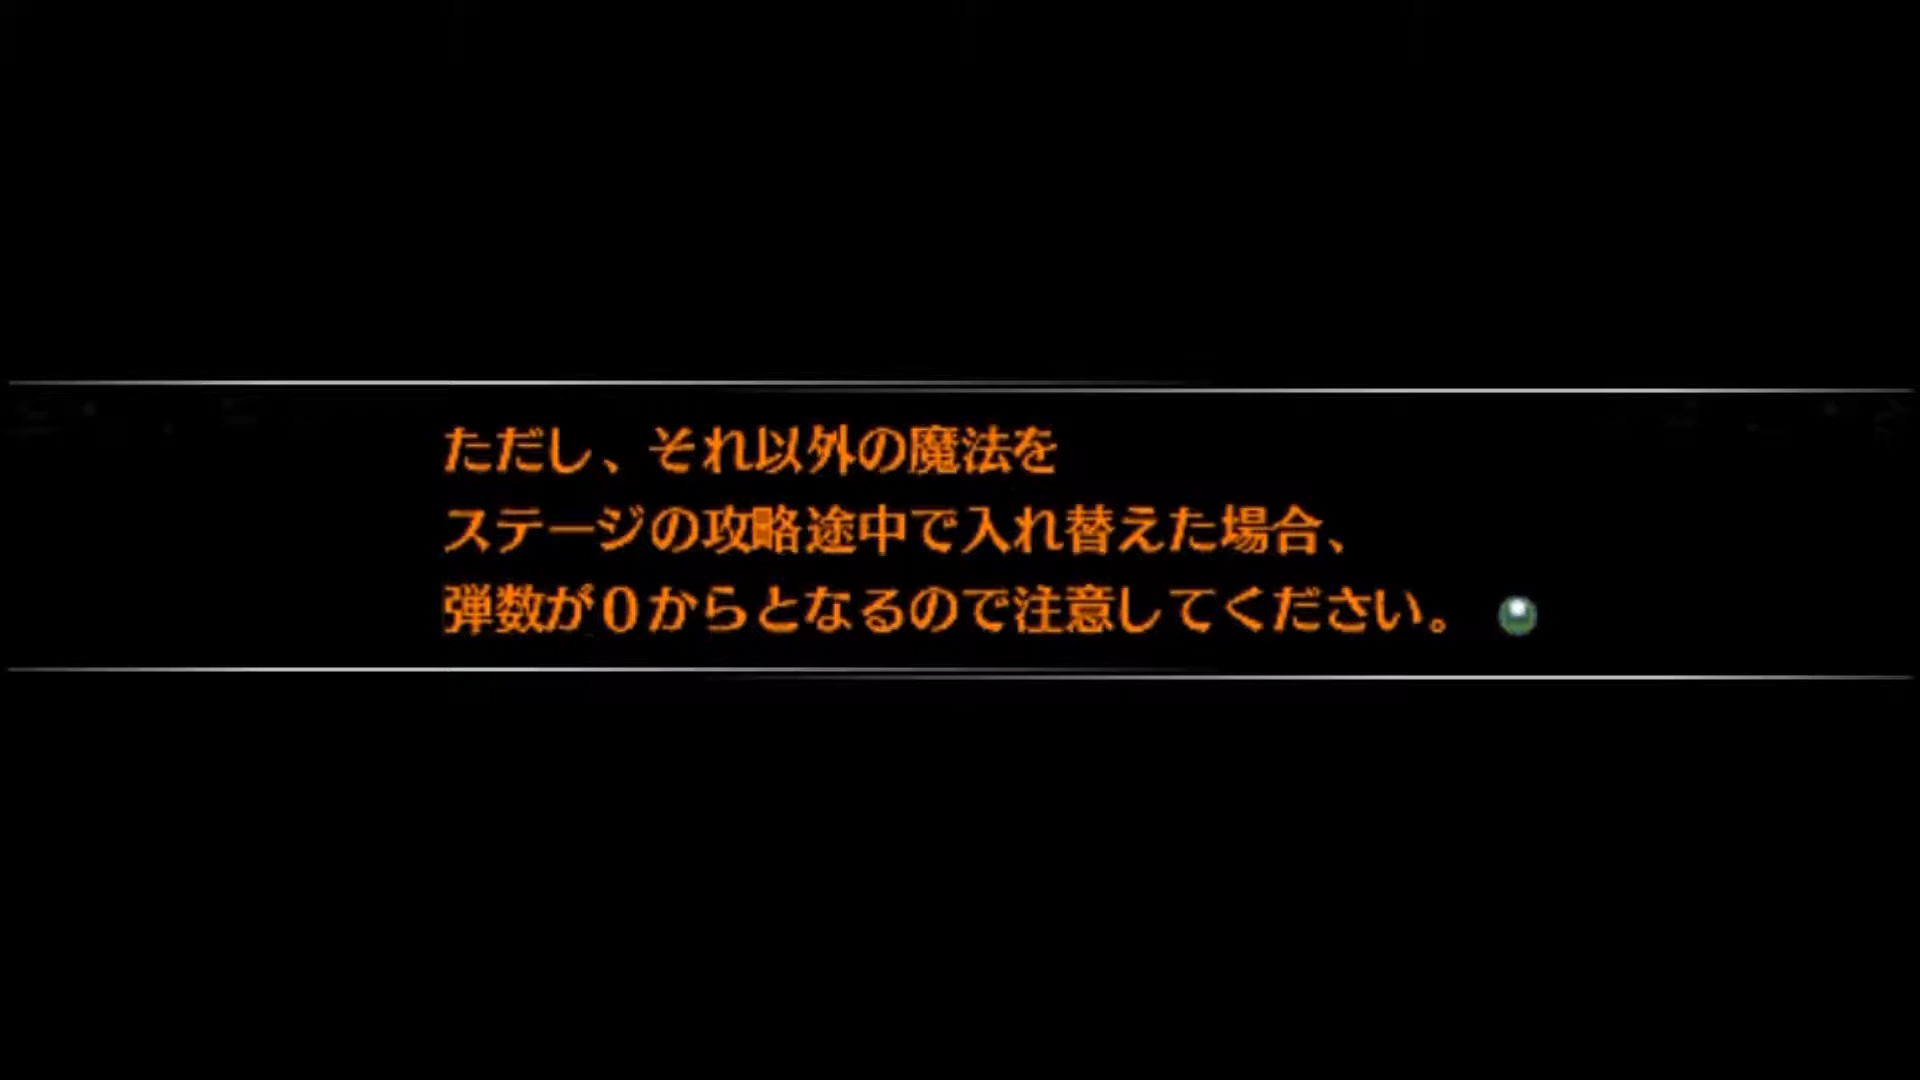 ただし、それ以外の魔法を
ステージの攻略途中で入れ替えた場合、
弾数が０からとなるので注意してください。